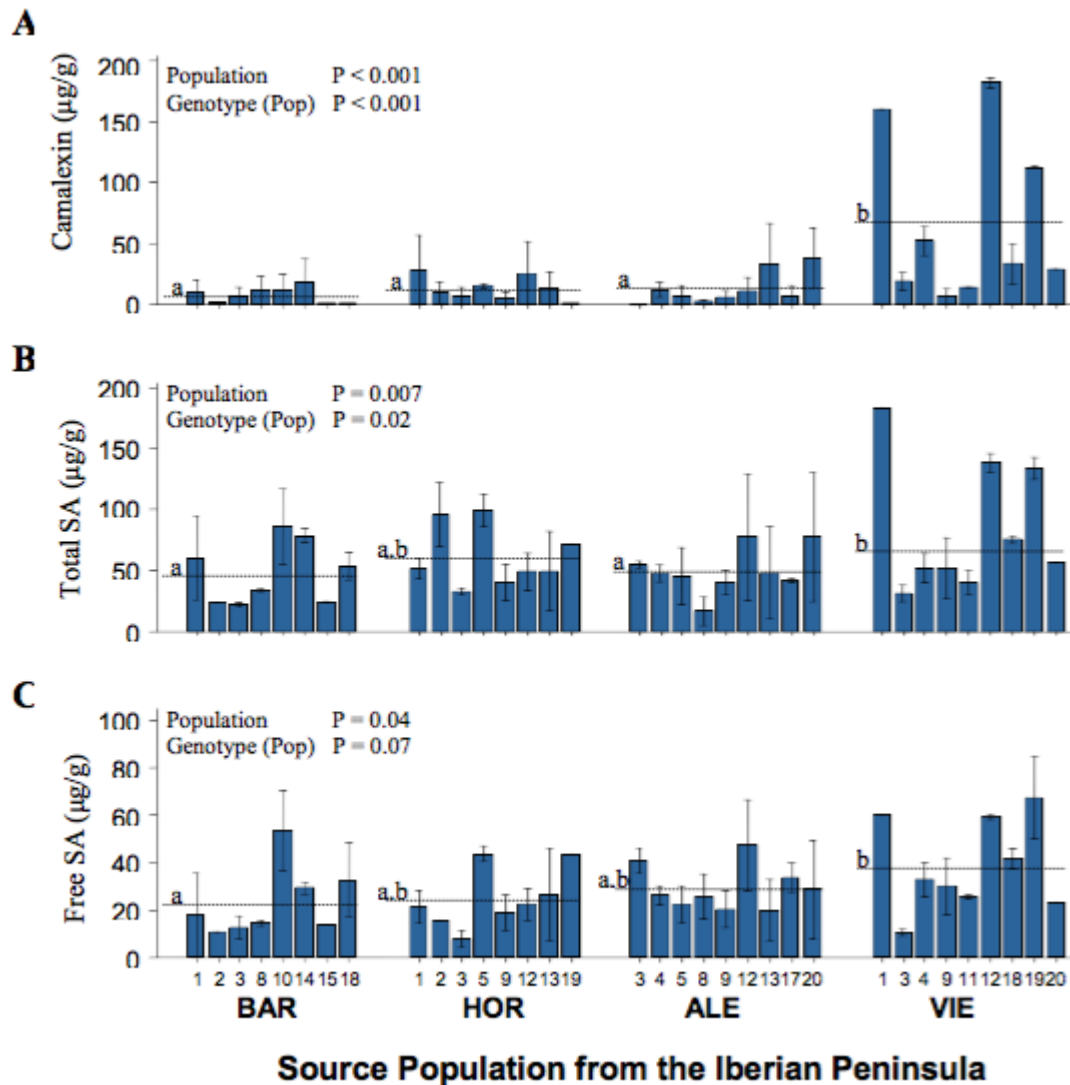 A
Camalexin (µg/g)
200
150
100
50
0
Population P < 0.001
Genotype (Pop) P < 0.001
a
a
a
b
B
Total SA (µg/g)
200
150
100
50
0
Population P = 0.007
Genotype (Pop) P = 0.02
a
a.b
a
b
C
Free SA (µg/g)
100
80
60
40
20
0
Population P = 0.04
Genotype (Pop) P = 0.07
a
a.b
a.b
b
1 2 3 8 10 14 15 18 1 2 3 5 9 12 13 19 3 4 5 8 9 12 13 17 20 1 3 4 9 11 12 18 19 20
BAR HOR ALE VIE
Source Population from the Iberian Peninsula